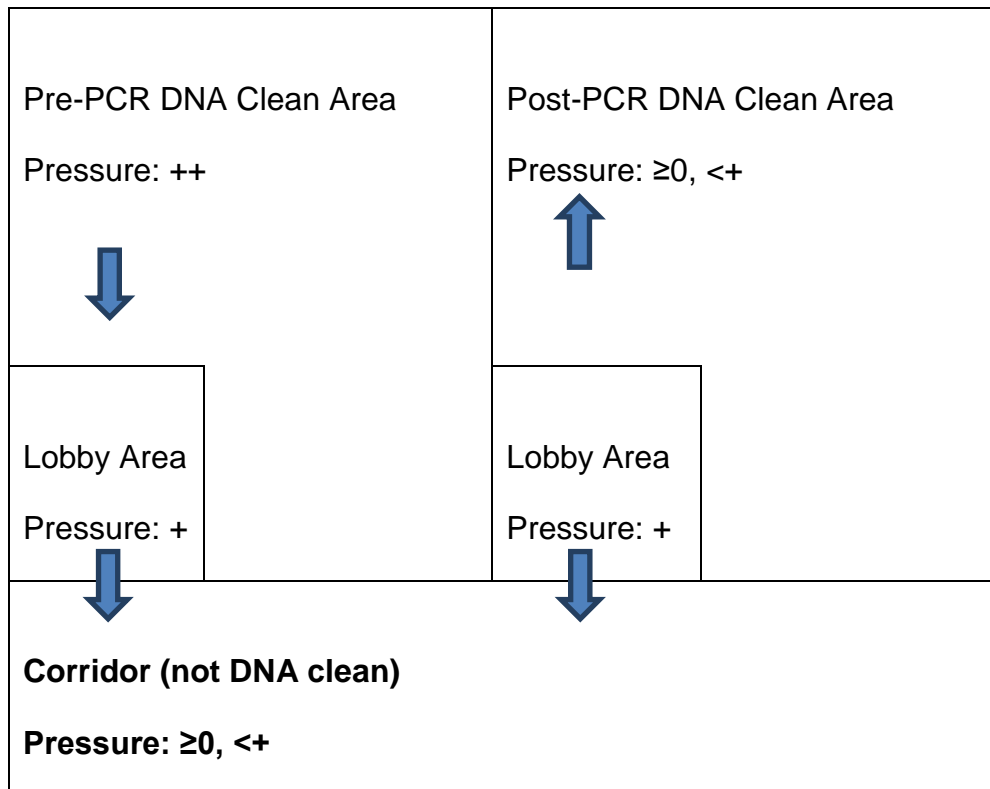 Pre-PCR DNA Clean Area
Pressure: ++
Post-PCR DNA Clean Area
Pressure: ≥0, <+
Lobby Area
Pressure: +
Lobby Area
Pressure: +
Corridor (not DNA clean)
Pressure: ≥0, <+